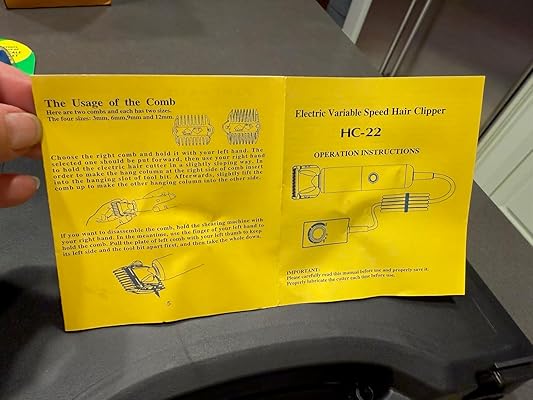 The Usage of the Comb
Here are two combs and each has two sizes.
The four sizes: 3mm, 6mm,9mm and 12mm.
Choose the right comb and hold it with your left hand. The
selected one should be put forward, then use your right hand
to hold the electric hair cutter in a slightly sloping way. In
order to make the hang column at the right side of comb insert
into the hanging slot of tool bit. Afterwards, slightly lift the
comb up to make the other hanging column into the other side.
If you want to disassemble the comb, hold the shearing machine with
your right hand. In the meantime, use the finger of your left hand to
hold the comb. Pull the plate of left comb with your left thumb to keep
its left side and the tool bit apart first, and then take the whole down.
5
Electric Variable Speed Hair Clipper
HC-22
OPERATION INSTRUCTIONS
IMPORTANT:
Please carefully read this manual before use and properly save it.
Properly lubricate the cutter each time before use.